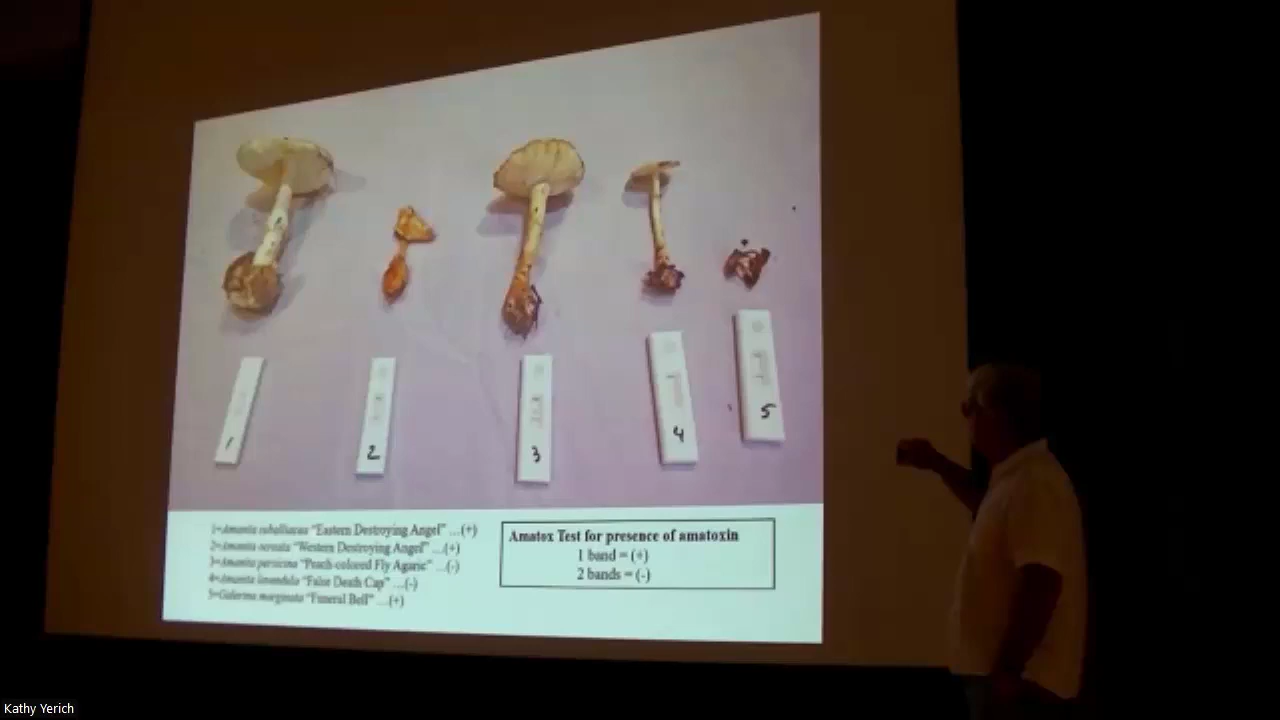 1
2
3
4
5
1=Amanita suballiacea "Eastern Destroying Angel" ...(+)
2=Amanita ocreata "Western Destroying Angel" ...(+)
3=Amanita persicina "Peach-colored Fly Agaric" ...(-)
4=Amanita lavendula "False Death Cap" ...(-)
5=Galerina marginata "Funeral Bell" ...(+)
Amatox Test for presence of amatoxin
1 band = (+)
2 bands = (-)
Kathy Yerich